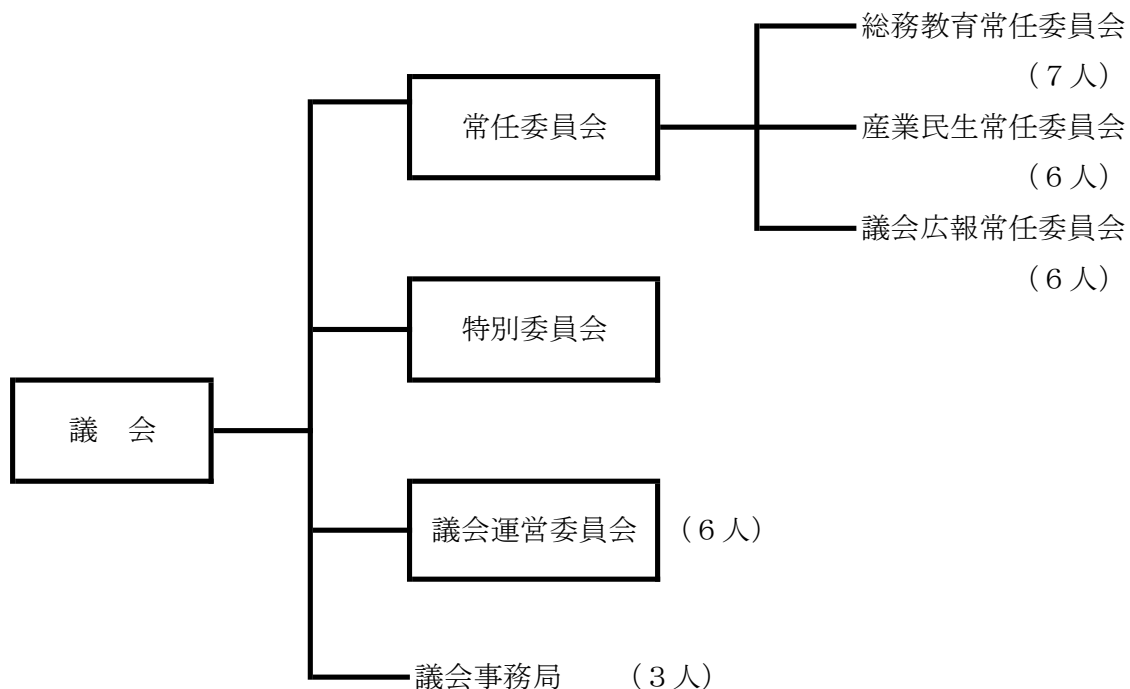 総務教育常任委員会
（７人）
常任委員会
産業民生常任委員会
（６人）
議会広報常任委員会
（６人）
特別委員会
議　会
議会運営委員会　（６人）
議会事務局　　（３人）